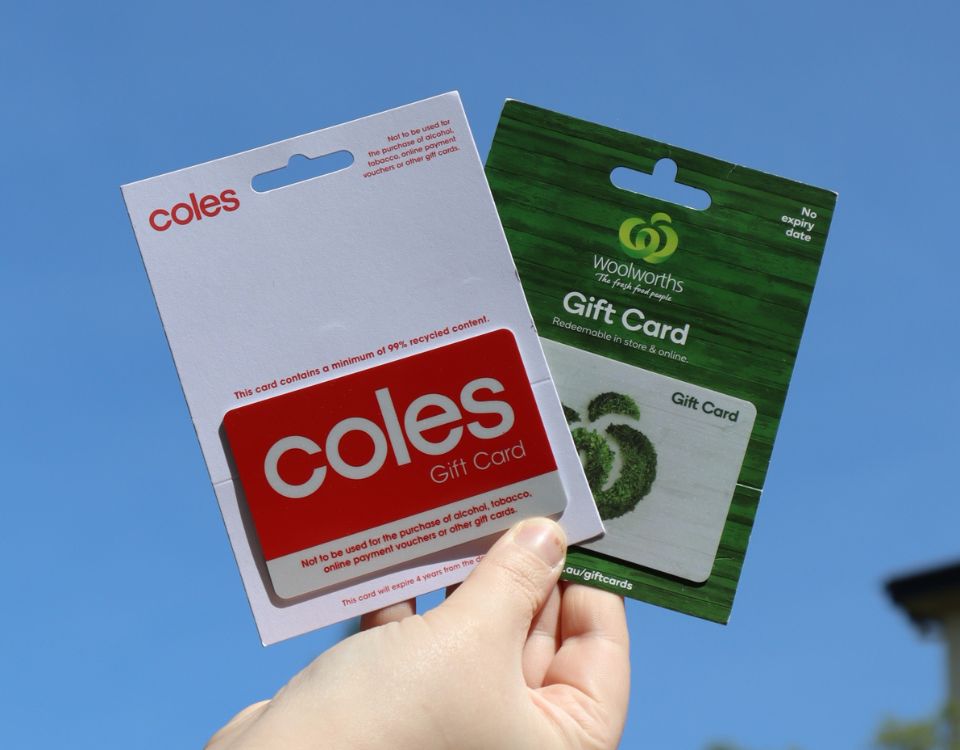 coles
Not to be used for
the purchase of alcohol,
tobacco, online payment
vouchers or other gift cards.
This card contains a minimum of 99% recycled content.
coles
Gift Card
Not to be used for the purchase of alcohol, tobacco,
online payment vouchers or other gift cards.
This card will expire 4 years from the
No
expiry
date
woolworths
The fresh food people
Gift Card
Redeemable in store & online.
Gift Card
.au/giftcards